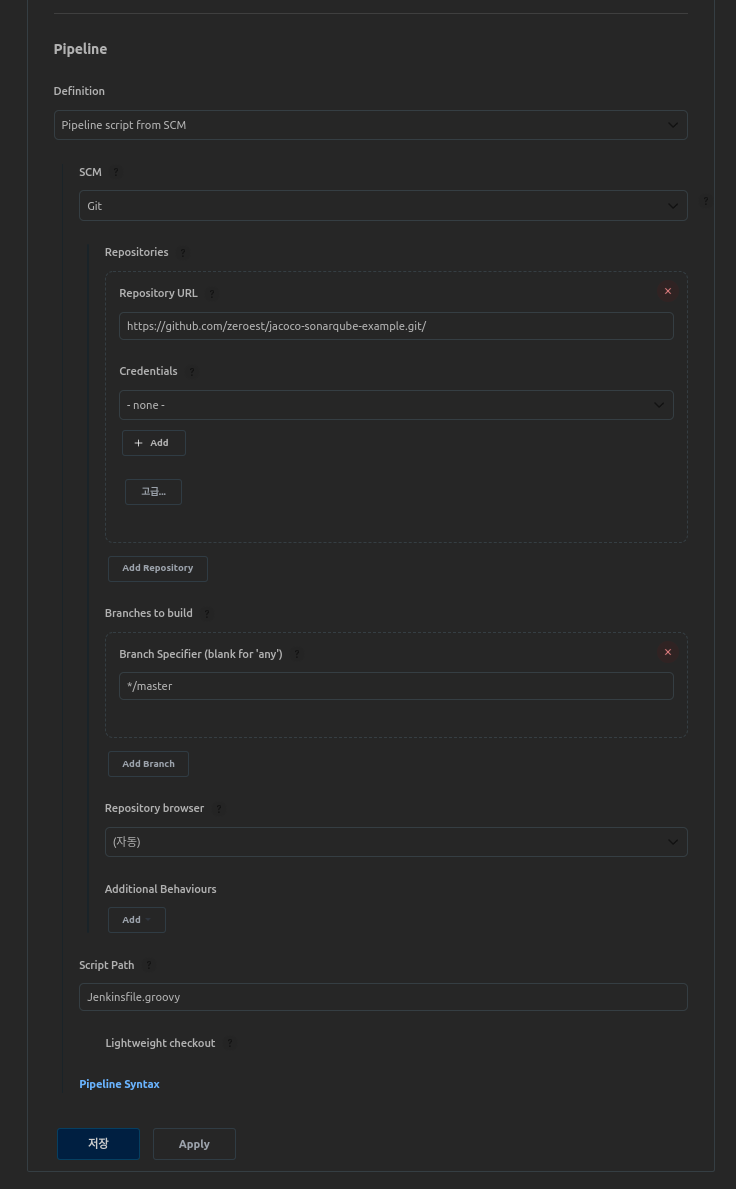 Pipeline
Definition
Pipeline script from SCM
SCM ?
Git
?
Repositories ?
Repository URL ?
https://github.com/zeroest/jacoco-sonarqube-example.git/
Credentials ?
- none -
+ Add
고급...
Add Repository
Branches to build ?
Branch Specifier (blank for 'any') ?
*/master
Add Branch
Repository browser ?
(자동)
Additional Behaviours
Add
Script Path ?
Jenkinsfile.groovy
Lightweight checkout ?
Pipeline Syntax
저장 Apply